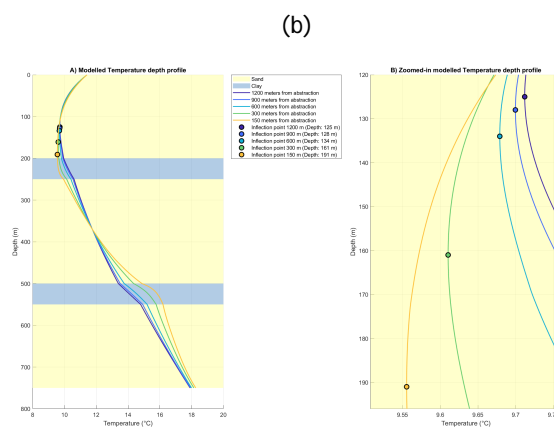 (b)
A) Modelled Temperature depth profile
0
100
200
300
400
500
600
700
800
8
10
12
14
16
18
20
Depth (m)
Temperature (°C)
Sand
Clay
1200 meters from abstraction
900 meters from abstraction
600 meters from abstraction
300 meters from abstraction
150 meters from abstraction
Inflection point 1200 m (Depth: 125 m)
Inflection point 900 m (Depth: 128 m)
Inflection point 600 m (Depth: 134 m)
Inflection point 300 m (Depth: 161 m)
Inflection point 150 m (Depth: 191 m)
B) Zoomed-in modelled Temperature depth profile
120
130
140
150
160
170
180
190
9.55
9.6
9.65
9.7
Depth (m)
Temperature (°C)